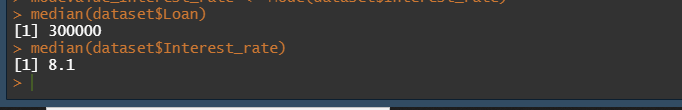 > median(dataset$Loan)
[1] 300000
> median(dataset$Interest_rate)
[1] 8.1
>